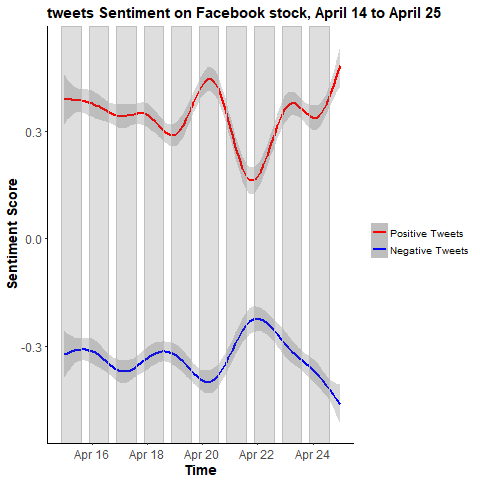 tweets Sentiment on Facebook stock, April 14 to April 25
Sentiment Score
0.3
0.0
-0.3
Apr 16 Apr 18 Apr 20 Apr 22 Apr 24
Time
Positive Tweets
Negative Tweets